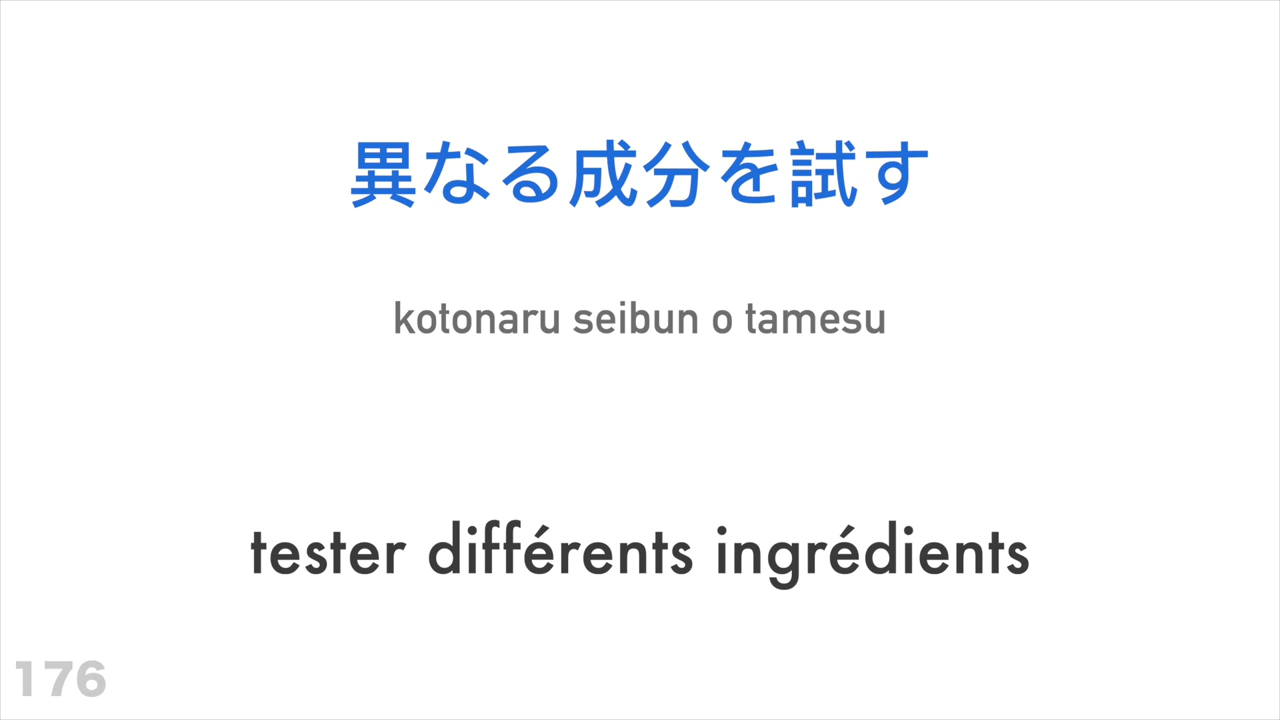 異なる成分を試す
kotonaru seibun o tamesu
tester différents ingrédients
176